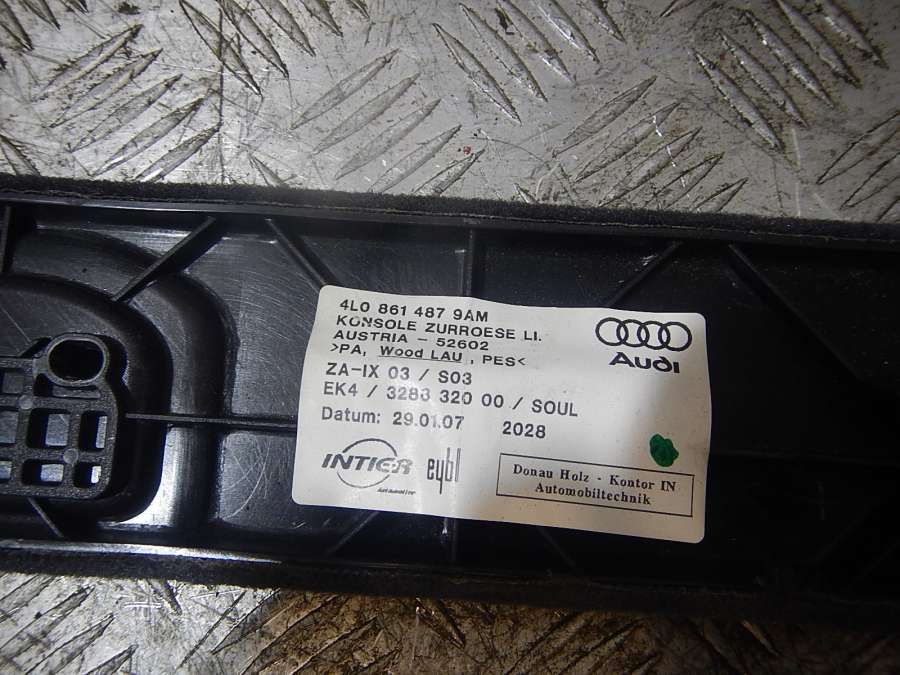 4L0 861 487 9AM
KONSOLE ZURROESE LI.
AUSTRIA - 52602
>PA, Wood LAU , PES<
ZA-IX 03 / S03
EK4 / 3283 320 00 / SOUL
Datum: 29.01.07 2028
Audi
INTIER
eybl
Donau Holz - Kontor IN
Automobiltechnik